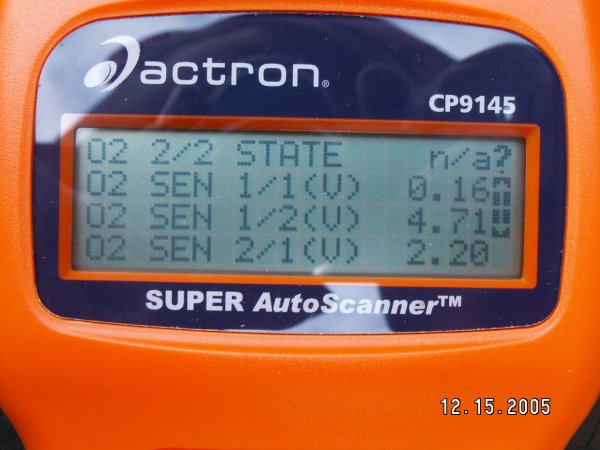 actron®
CP9145
O2 2/2 STATE n/a?
O2 SEN 1/1(V) 0.16
O2 SEN 1/2(V) 4.71
O2 SEN 2/1(V) 2.20
SUPER AutoScanner™
12.15.2005